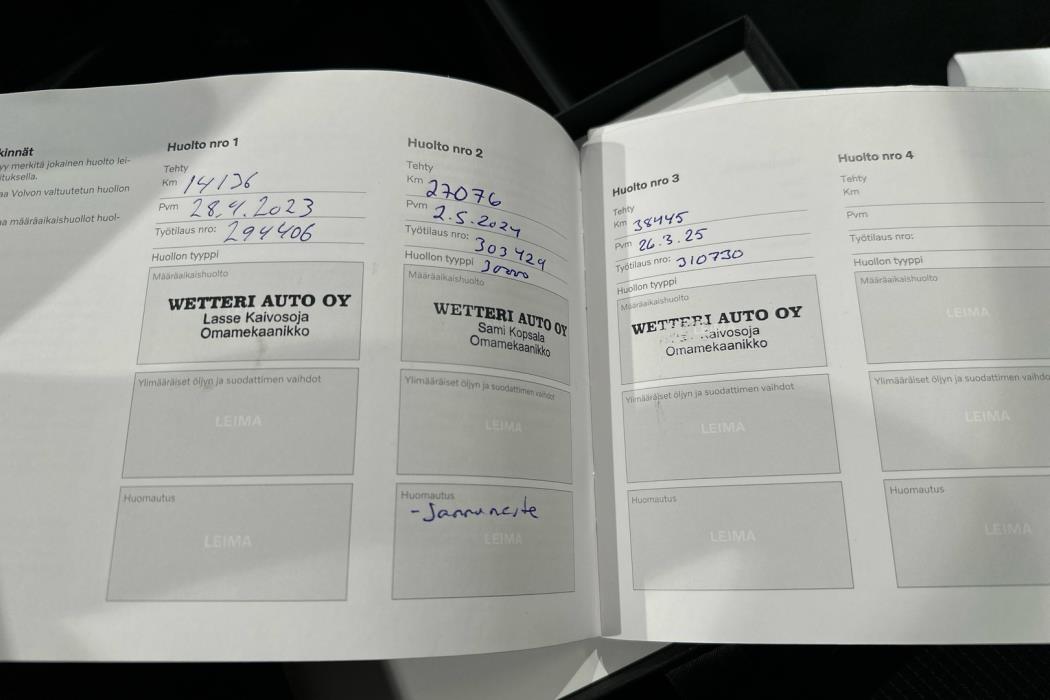 kinnät
yy merkitä jokainen huolto lei-
ituksella.
aa Volvon valtuutetun huollon
aa määräaikaishuollot huol-
Huolto nro 1
Tehty
Km 14136
Pvm 28.4.2023
Työtilaus nro: 294406
Huollon tyyppi
Määräaikaishuolto
WETTERI AUTO OY
Lasse Kaivosoja
Omamekaanikko
Ylimääräiset öljyn ja suodattimen vaihdot
LEIMA
Huomautus
LEIMA
Huolto nro 2
Tehty
Km 27076
Pvm 2.5.2024
Työtilaus nro: 303424
Huollon tyyppi 30000
Määräaikaishuolto
WETTERI AUTO OY
Sami Kopsala
Omamekaanikko
Ylimääräiset öljyn ja suodattimen vaihdot
LEIMA
Huomautus
- Jarruneste
LEIMA
Huolto nro 3
Tehty
Km 38445
Pvm 26.3.25
Työtilaus nro: 310730
Huollon tyyppi
Määräaikaishuolto
WETTERI AUTO OY
Kaivosoja
Omamekaanikko
Ylimääräiset öljyn ja suodattimen vaihdot
LEIMA
Huomautus
LEIMA
Huolto nro 4
Tehty
Km
Pvm
Työtilaus nro:
Huollon tyyppi
Määräaikaishuolto
LEIMA
Ylimääräiset öljyn ja suodattimen vaihdo
LEIMA
Huomautus
LEIMA